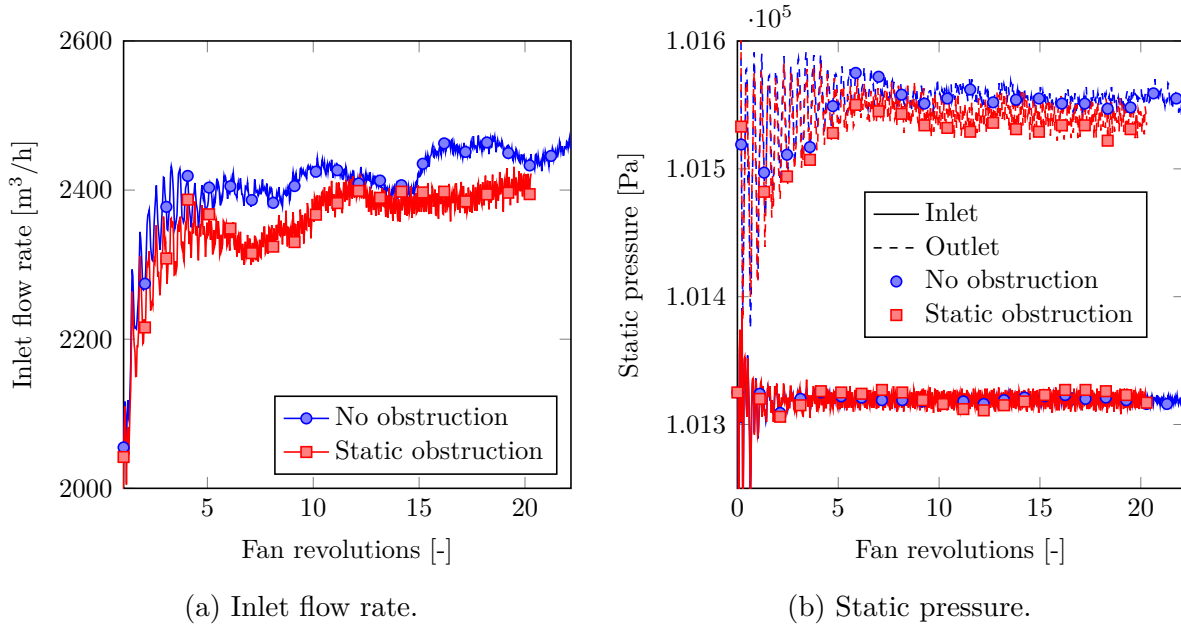 2600
2400
2200
2000
5
10
15
20
Inlet flow rate [m³/h]
Fan revolutions [-]
No obstruction
Static obstruction
(a) Inlet flow rate.
·10⁵
1.016
1.015
1.014
1.013
0
5
10
15
20
Static pressure [Pa]
Fan revolutions [-]
Inlet
Outlet
No obstruction
Static obstruction
(b) Static pressure.